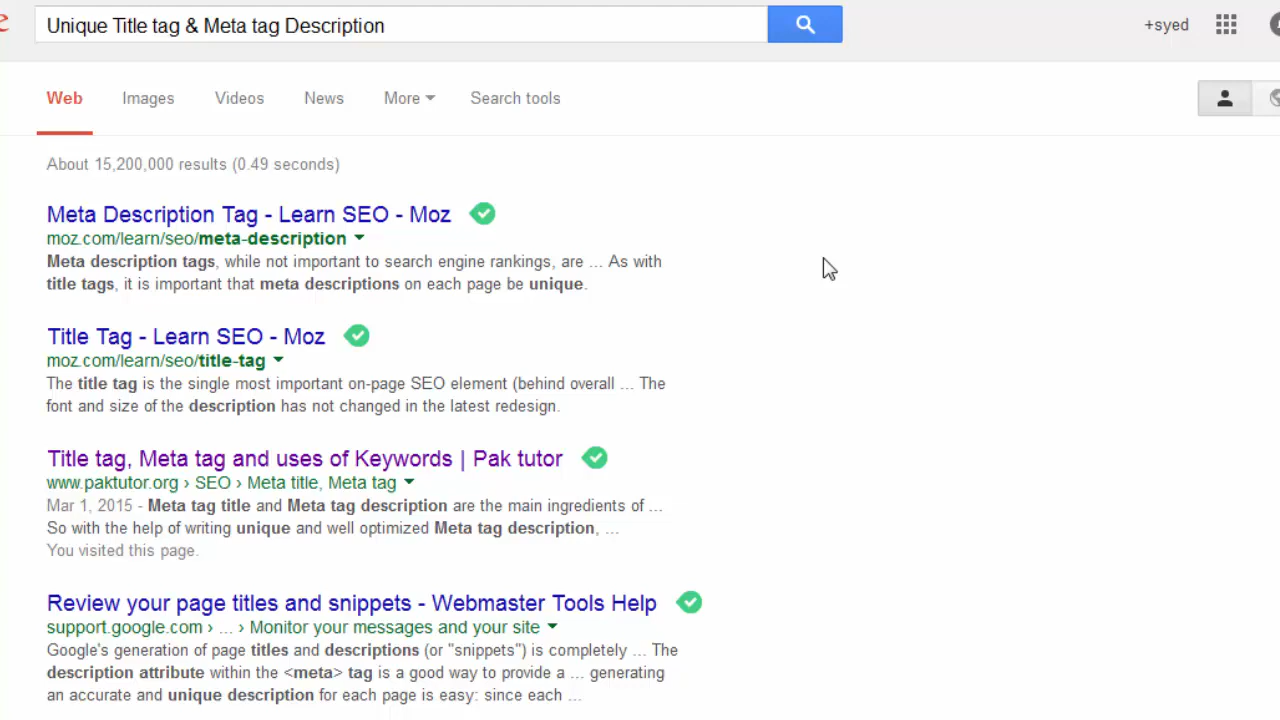 Unique Title tag & Meta tag Description
+syed
Web Images Videos News More Search tools
About 15,200,000 results (0.49 seconds)
Meta Description Tag - Learn SEO - Moz
moz.com/learn/seo/meta-description
Meta description tags, while not important to search engine rankings, are ... As with
title tags, it is important that meta descriptions on each page be unique.
Title Tag - Learn SEO - Moz
moz.com/learn/seo/title-tag
The title tag is the single most important on-page SEO element (behind overall ... The
font and size of the description has not changed in the latest redesign.
Title tag, Meta tag and uses of Keywords | Pak tutor
www.paktutor.org › SEO › Meta title, Meta tag
Mar 1, 2015 - Meta tag title and Meta tag description are the main ingredients of ...
So with the help of writing unique and well optimized Meta tag description, ...
You visited this page.
Review your page titles and snippets - Webmaster Tools Help
support.google.com › ... › Monitor your messages and your site
Google's generation of page titles and descriptions (or "snippets") is completely ... The
description attribute within the <meta> tag is a good way to provide a ... generating
an accurate and unique description for each page is easy: since each ...